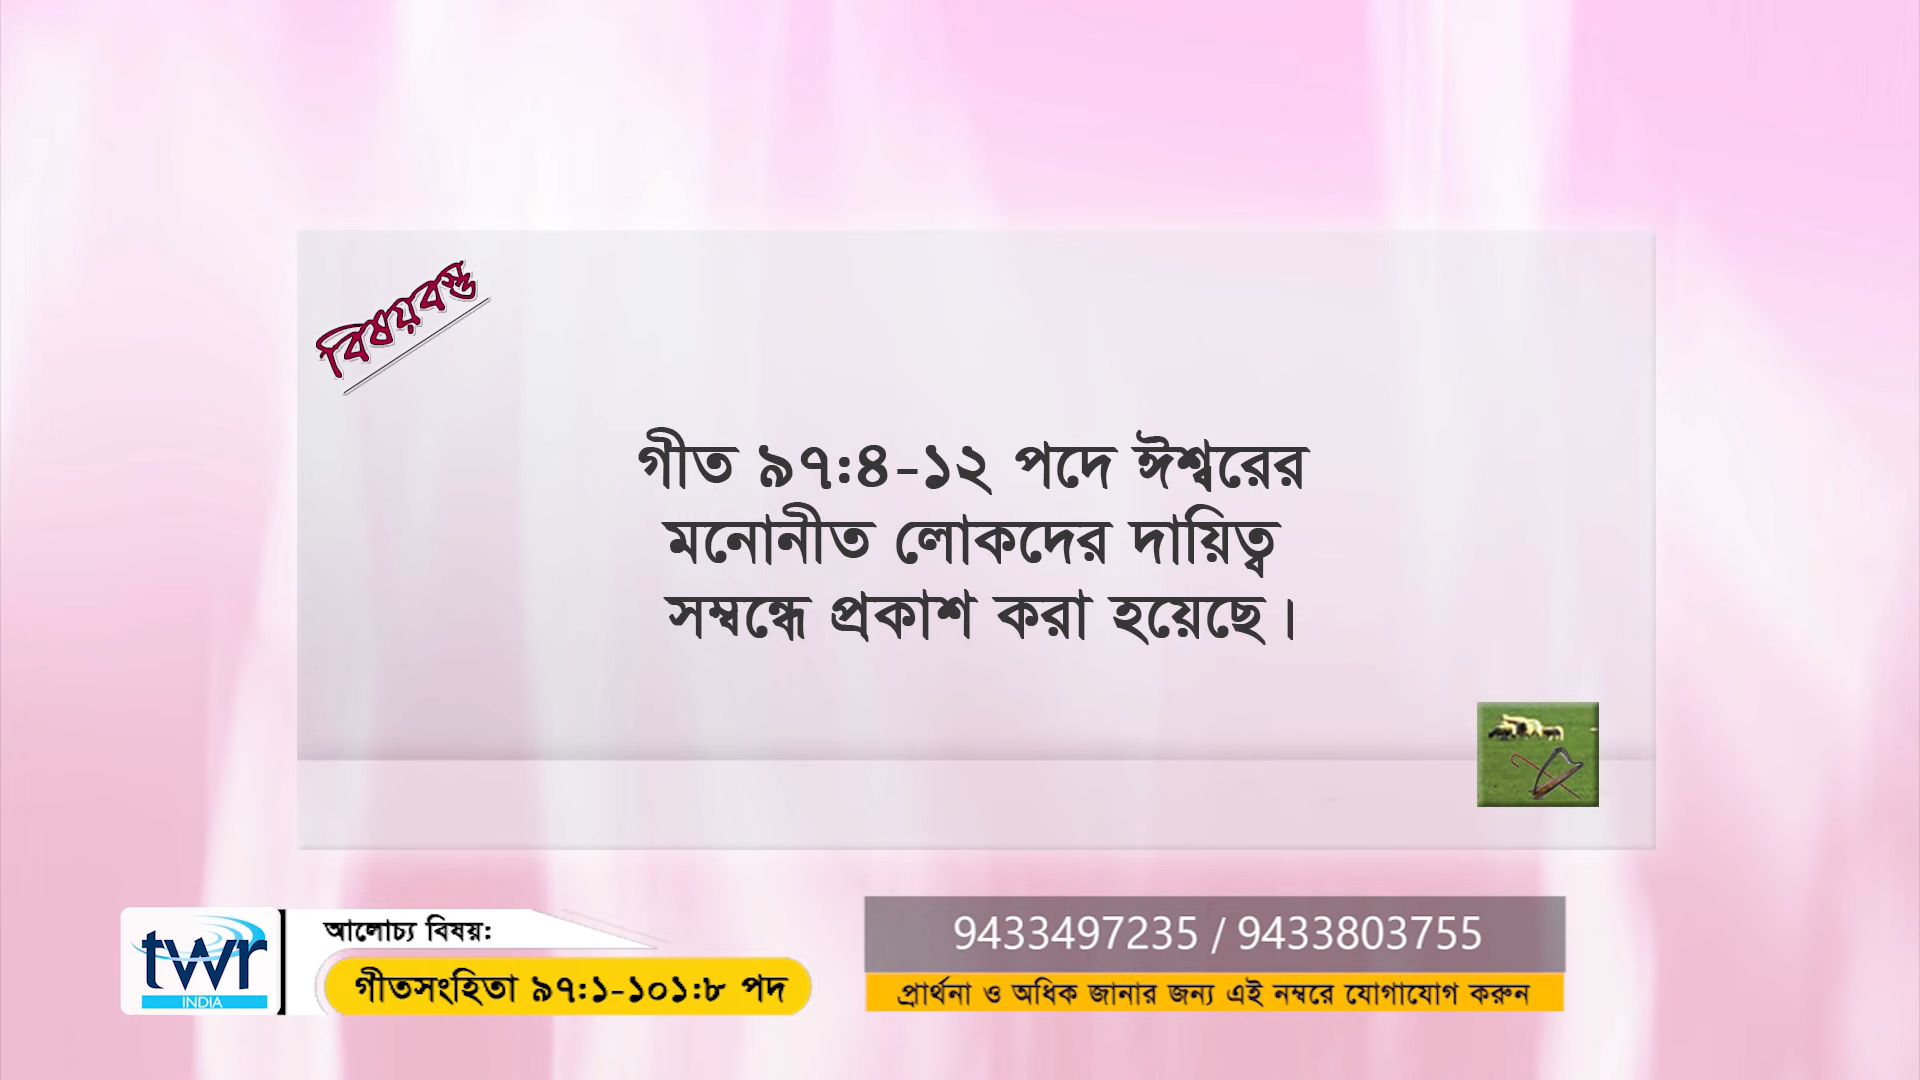 বিষয়বস্তু
গীত ৯৭:৪-১২ পদে ঈশ্বরের
মনোনীত লোকদের দায়িত্ব
সম্বন্ধে প্রকাশ করা হয়েছে।
twr
INDIA
আলোচ্য বিষয়:
গীতসংহিতা ৯৭:১-১০১:৮ পদ
9433497235 / 9433803755
প্রার্থনা ও অধিক জানার জন্য এই নম্বরে যোগাযোগ করুন